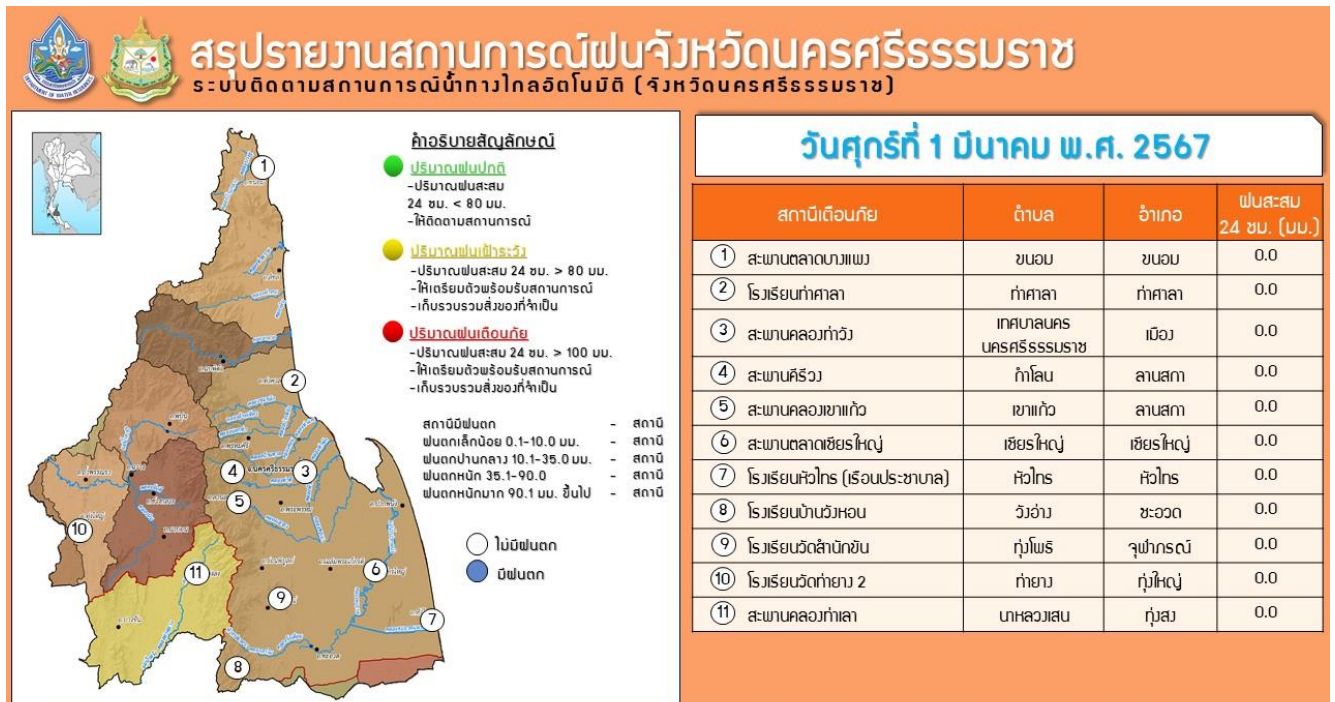 สรุปรายงานสถานการณ์ฝนจังหวัดนครศรีธรรมราช
ระบบติดตามสถานการณ์น้ำทางไกลอัตโนมัติ (จังหวัดนครศรีธรรมราช)
คำอธิบายสัญลักษณ์
ปริมาณฝนปกติ
-ปริมาณฝนสะสม
24 ชม. < 80 มม.
-ให้ติดตามสถานการณ์
ปริมาณฝนเฝ้าระวัง
-ปริมาณฝนสะสม 24 ชม. > 80 มม.
-ให้เตรียมตัวพร้อมรับสถานการณ์
-เก็บรวบรวมสิ่งของที่จำเป็น
ปริมาณฝนเตือนภัย
-ปริมาณฝนสะสม 24 ชม. > 100 มม.
-ให้เตรียมตัวพร้อมรับสถานการณ์
-เก็บรวบรวมสิ่งของที่จำเป็น
สถานีมีฝนตก - สถานี
ฝนตกเล็กน้อย 0.1-10.0 มม. - สถานี
ฝนตกปานกลาง 10.1-35.0 มม. - สถานี
ฝนตกหนัก 35.1-90.0 - สถานี
ฝนตกหนักมาก 90.1 มม. ขึ้นไป - สถานี
ไม่มีฝนตก
มีฝนตก
1
2
3
4
5
6
7
8
9
10
11
วันศุกร์ที่ 1 มีนาคม พ.ศ. 2567
สถานีเตือนภัย ตำบล อำเภอ ฝนสะสม
24 ชม. (มม.)
1 สะพานตลาดบางแพง ขนอม ขนอม 0.0
2 โรงเรียนท่าศาลา ท่าศาลา ท่าศาลา 0.0
3 สะพานคลองท่าวัง เทศบาลนคร
นครศรีธรรมราช เมือง 0.0
4 สะพานคีรีวง กำโลน ลานสกา 0.0
5 สะพานคลองเขาแก้ว เขาแก้ว ลานสกา 0.0
6 สะพานตลาดเชียรใหญ่ เชียรใหญ่ เชียรใหญ่ 0.0
7 โรงเรียนหัวไทร (เรือนประชาบาล) หัวไทร หัวไทร 0.0
8 โรงเรียนบ้านวังหอน วังอ่าง ชะอวด 0.0
9 โรงเรียนวัดสำนักขัน ทุ่งโพธิ จุฬาภรณ์ 0.0
10 โรงเรียนวัดท่ายาง 2 ท่ายาง ทุ่งใหญ่ 0.0
11 สะพานคลองท่าเลา นาหลวงเสน ทุ่งสง 0.0